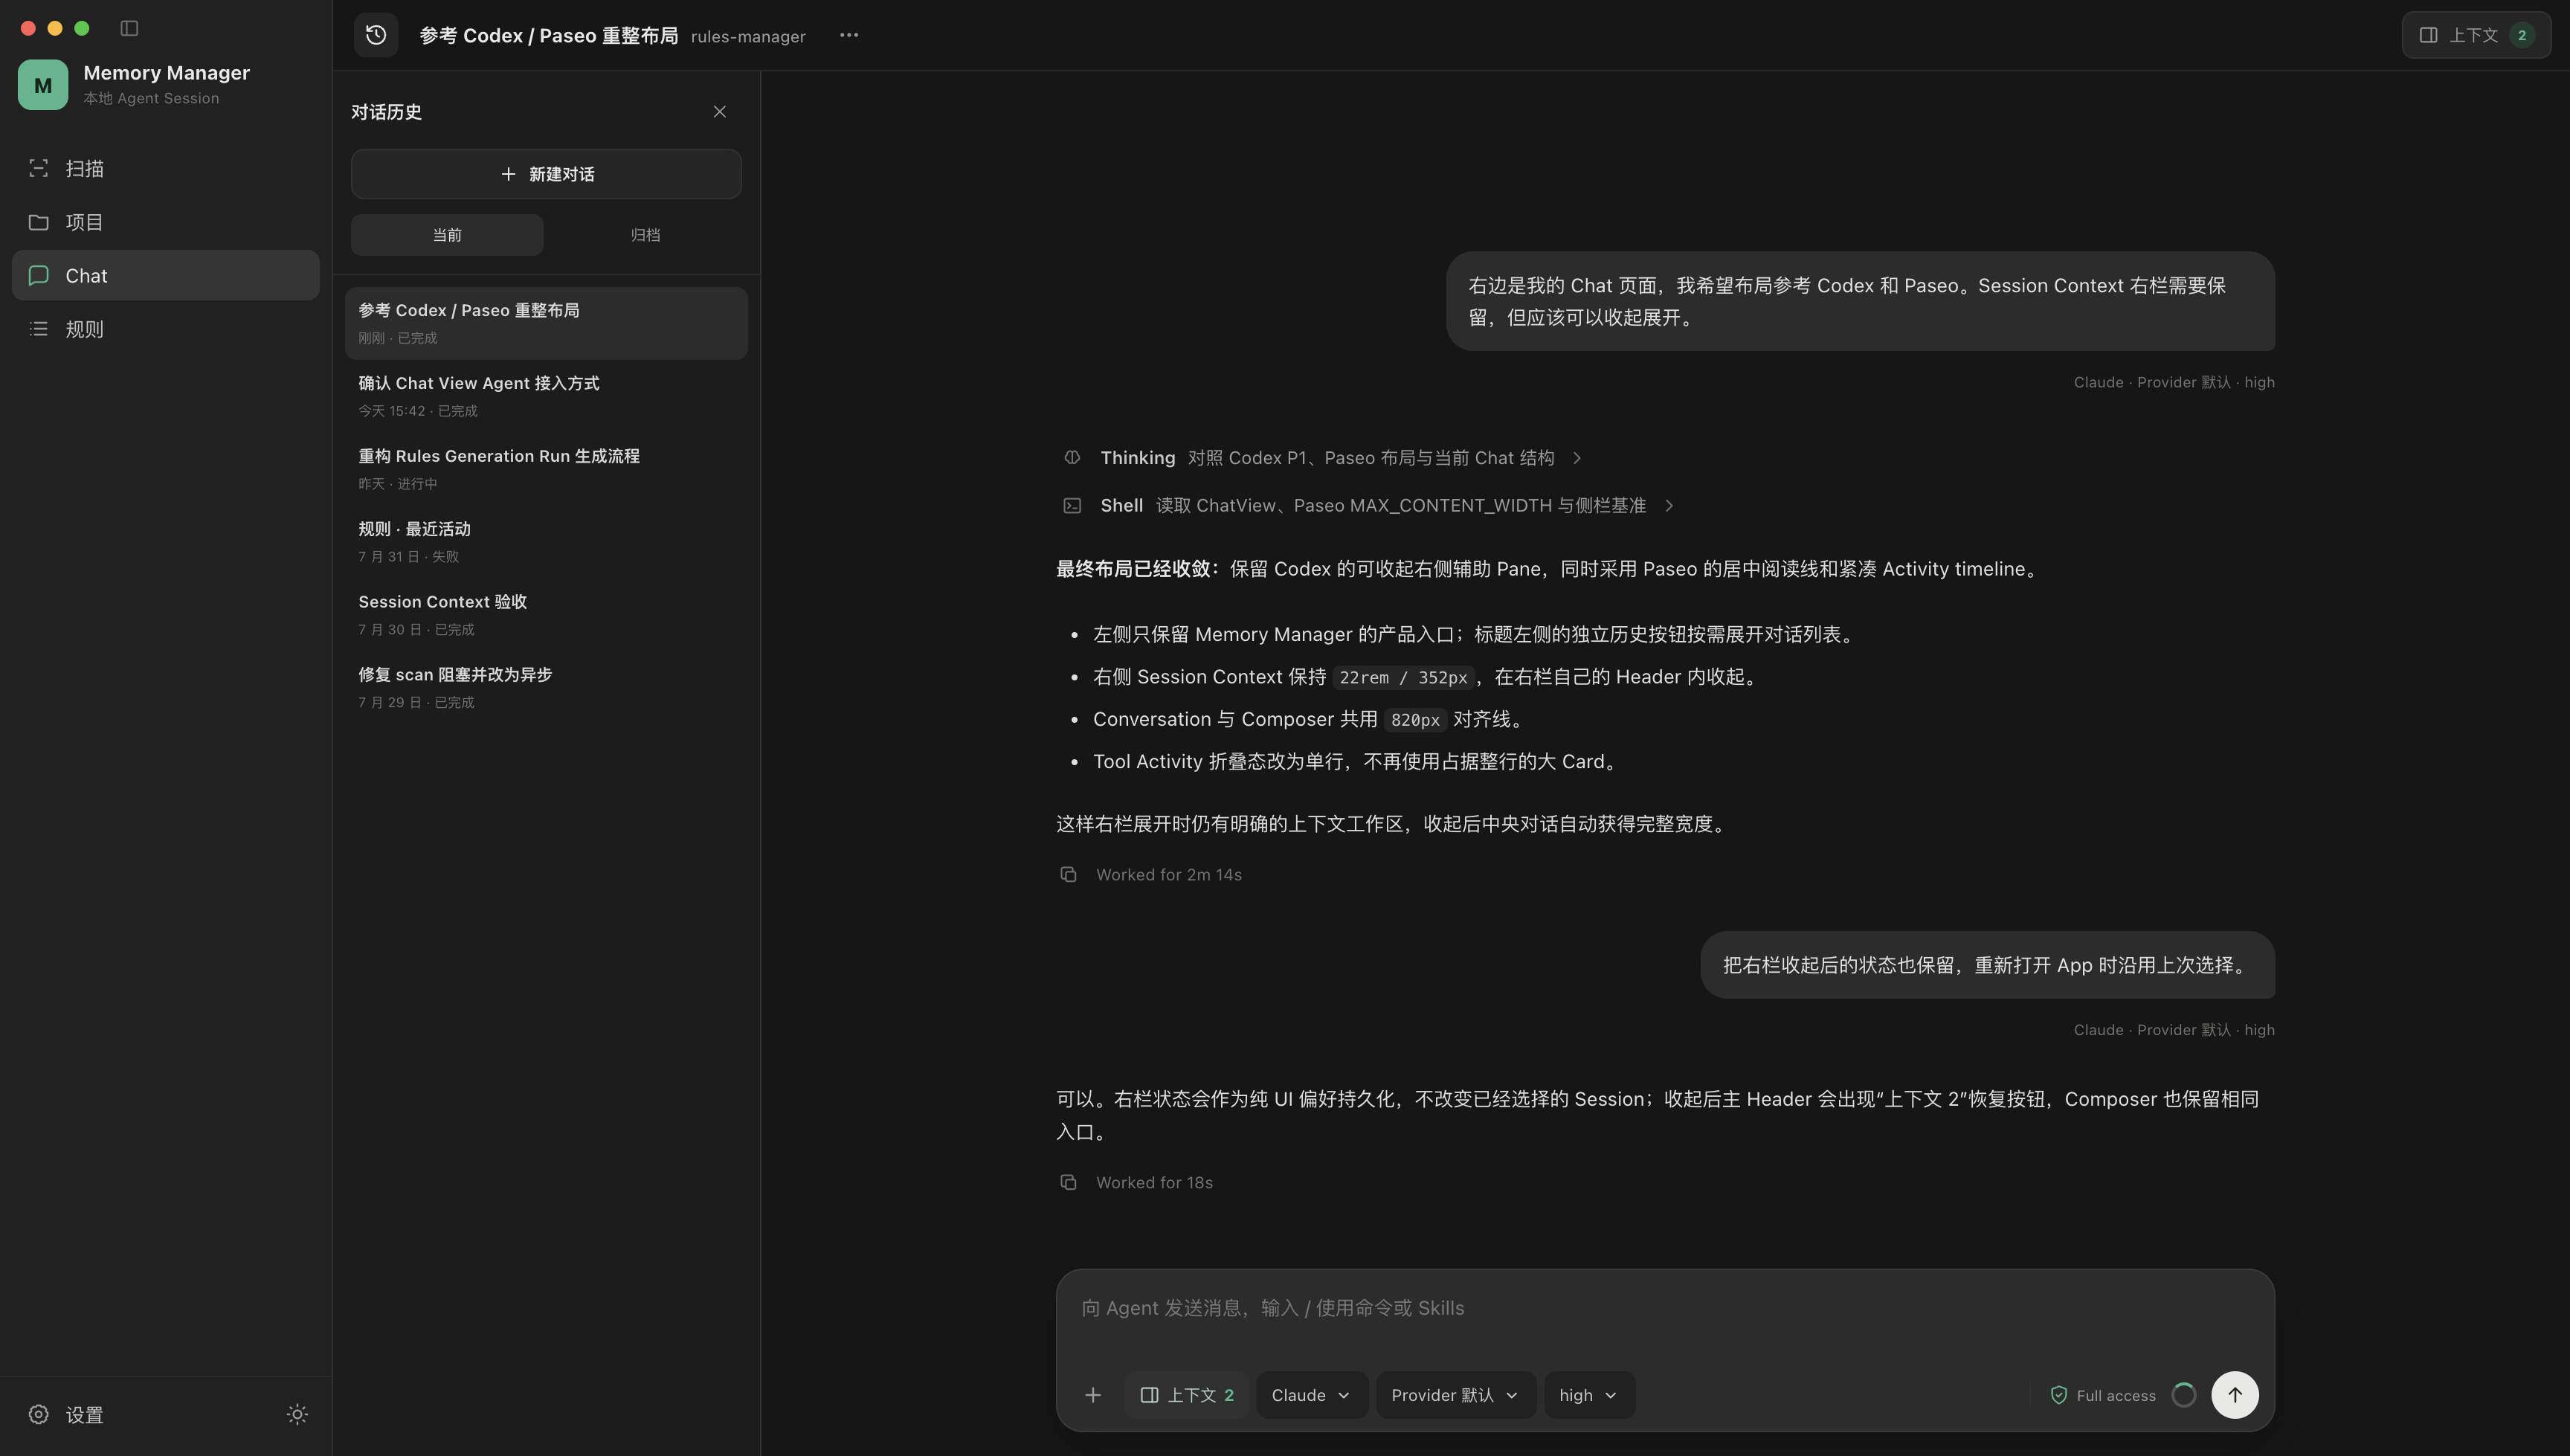 M
Memory Manager
本地 Agent Session
扫描
项目
Chat
规则
设置
参考 Codex / Paseo 重整布局 rules-manager
上下文 2
对话历史
新建对话
当前
归档
参考 Codex / Paseo 重整布局
刚刚 · 已完成
确认 Chat View Agent 接入方式
今天 15:42 · 已完成
重构 Rules Generation Run 生成流程
昨天 · 进行中
规则 · 最近活动
7 月 31 日 · 失败
Session Context 验收
7 月 30 日 · 已完成
修复 scan 阻塞并改为异步
7 月 29 日 · 已完成
右边是我的 Chat 页面，我希望布局参考 Codex 和 Paseo。Session Context 右栏需要保
留，但应该可以收起展开。
Claude · Provider 默认 · high
Thinking 对照 Codex P1、Paseo 布局与当前 Chat 结构
Shell 读取 ChatView、Paseo MAX_CONTENT_WIDTH 与侧栏基准
最终布局已经收敛：保留 Codex 的可收起右侧辅助 Pane，同时采用 Paseo 的居中阅读线和紧凑 Activity timeline。
• 左侧只保留 Memory Manager 的产品入口；标题左侧的独立历史按钮按需展开对话列表。
• 右侧 Session Context 保持 22rem / 352px，在右栏自己的 Header 内收起。
• Conversation 与 Composer 共用 820px 对齐线。
• Tool Activity 折叠态改为单行，不再使用占据整行的大 Card。
这样右栏展开时仍有明确的上下文工作区，收起后中央对话自动获得完整宽度。
Worked for 2m 14s
把右栏收起后的状态也保留，重新打开 App 时沿用上次选择。
Claude · Provider 默认 · high
可以。右栏状态会作为纯 UI 偏好持久化，不改变已经选择的 Session；收起后主 Header 会出现“上下文 2”恢复按钮，Composer 也保留相同
入口。
Worked for 18s
向 Agent 发送消息，输入 / 使用命令或 Skills
上下文 2 Claude Provider 默认 high Full access